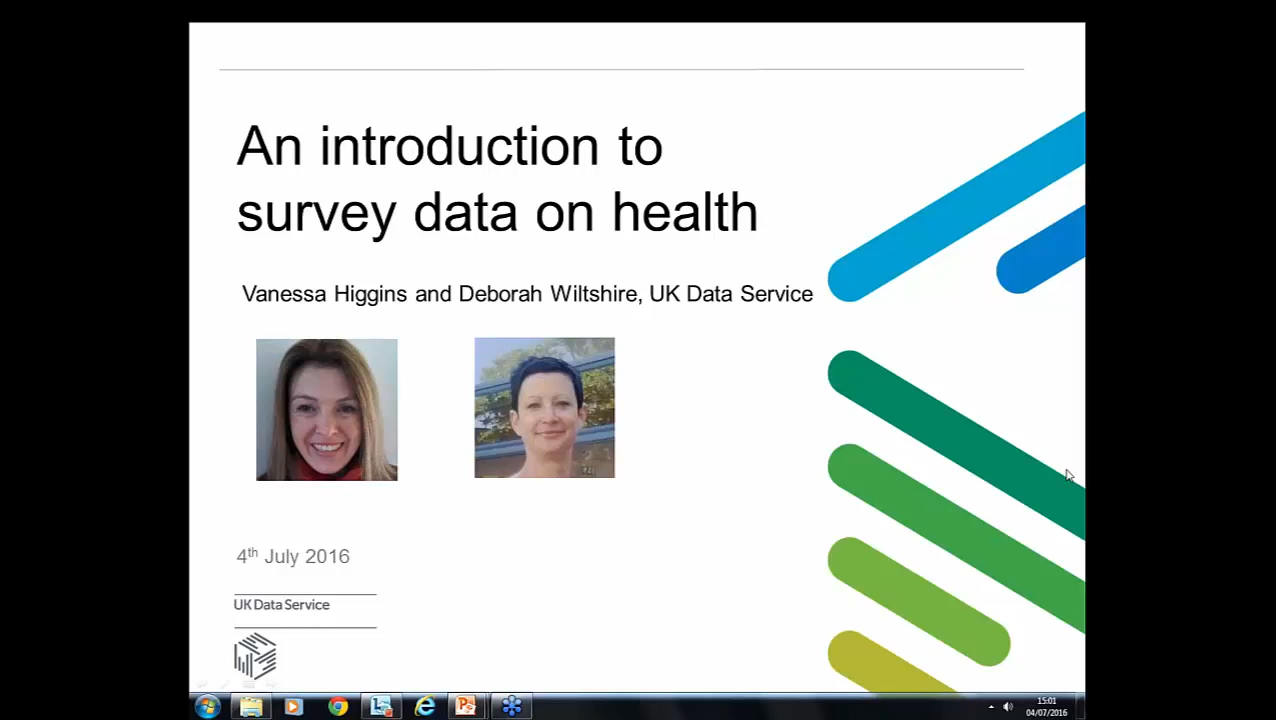 An introduction to
survey data on health
Vanessa Higgins and Deborah Wiltshire, UK Data Service
4th July 2016
UK Data Service
15:01
04/07/2016